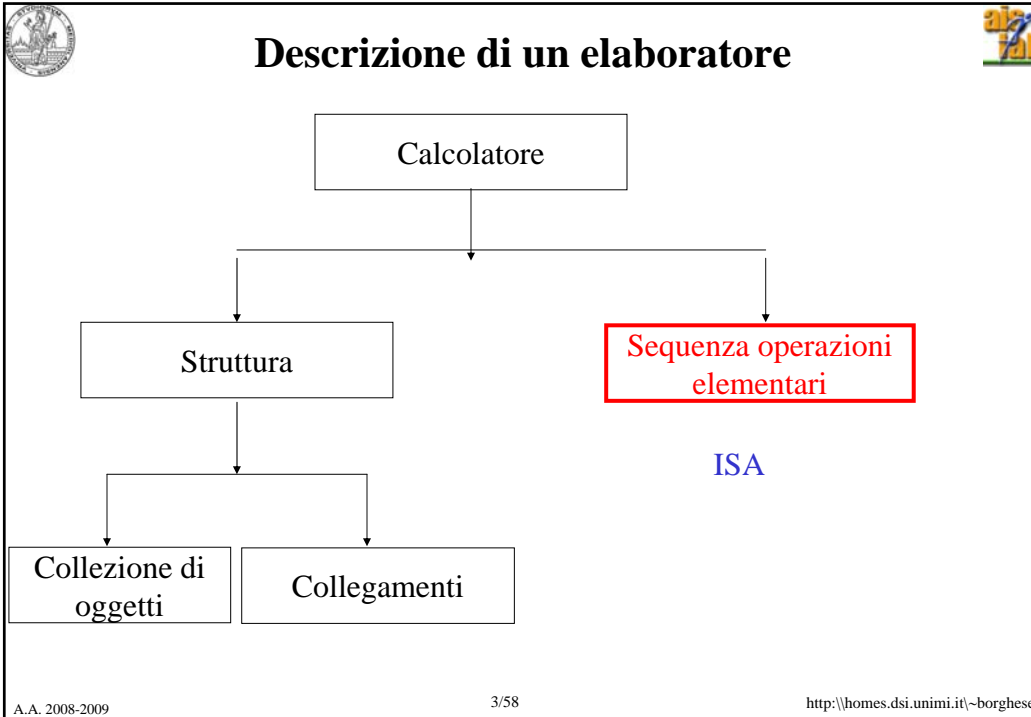 Descrizione di un elaboratore
Calcolatore
Struttura
Sequenza operazioni
elementari
ISA
Collezione di
oggetti
Collegamenti
A.A. 2008-2009
3/58
http:\\homes.dsi.unimi.it\~borghese